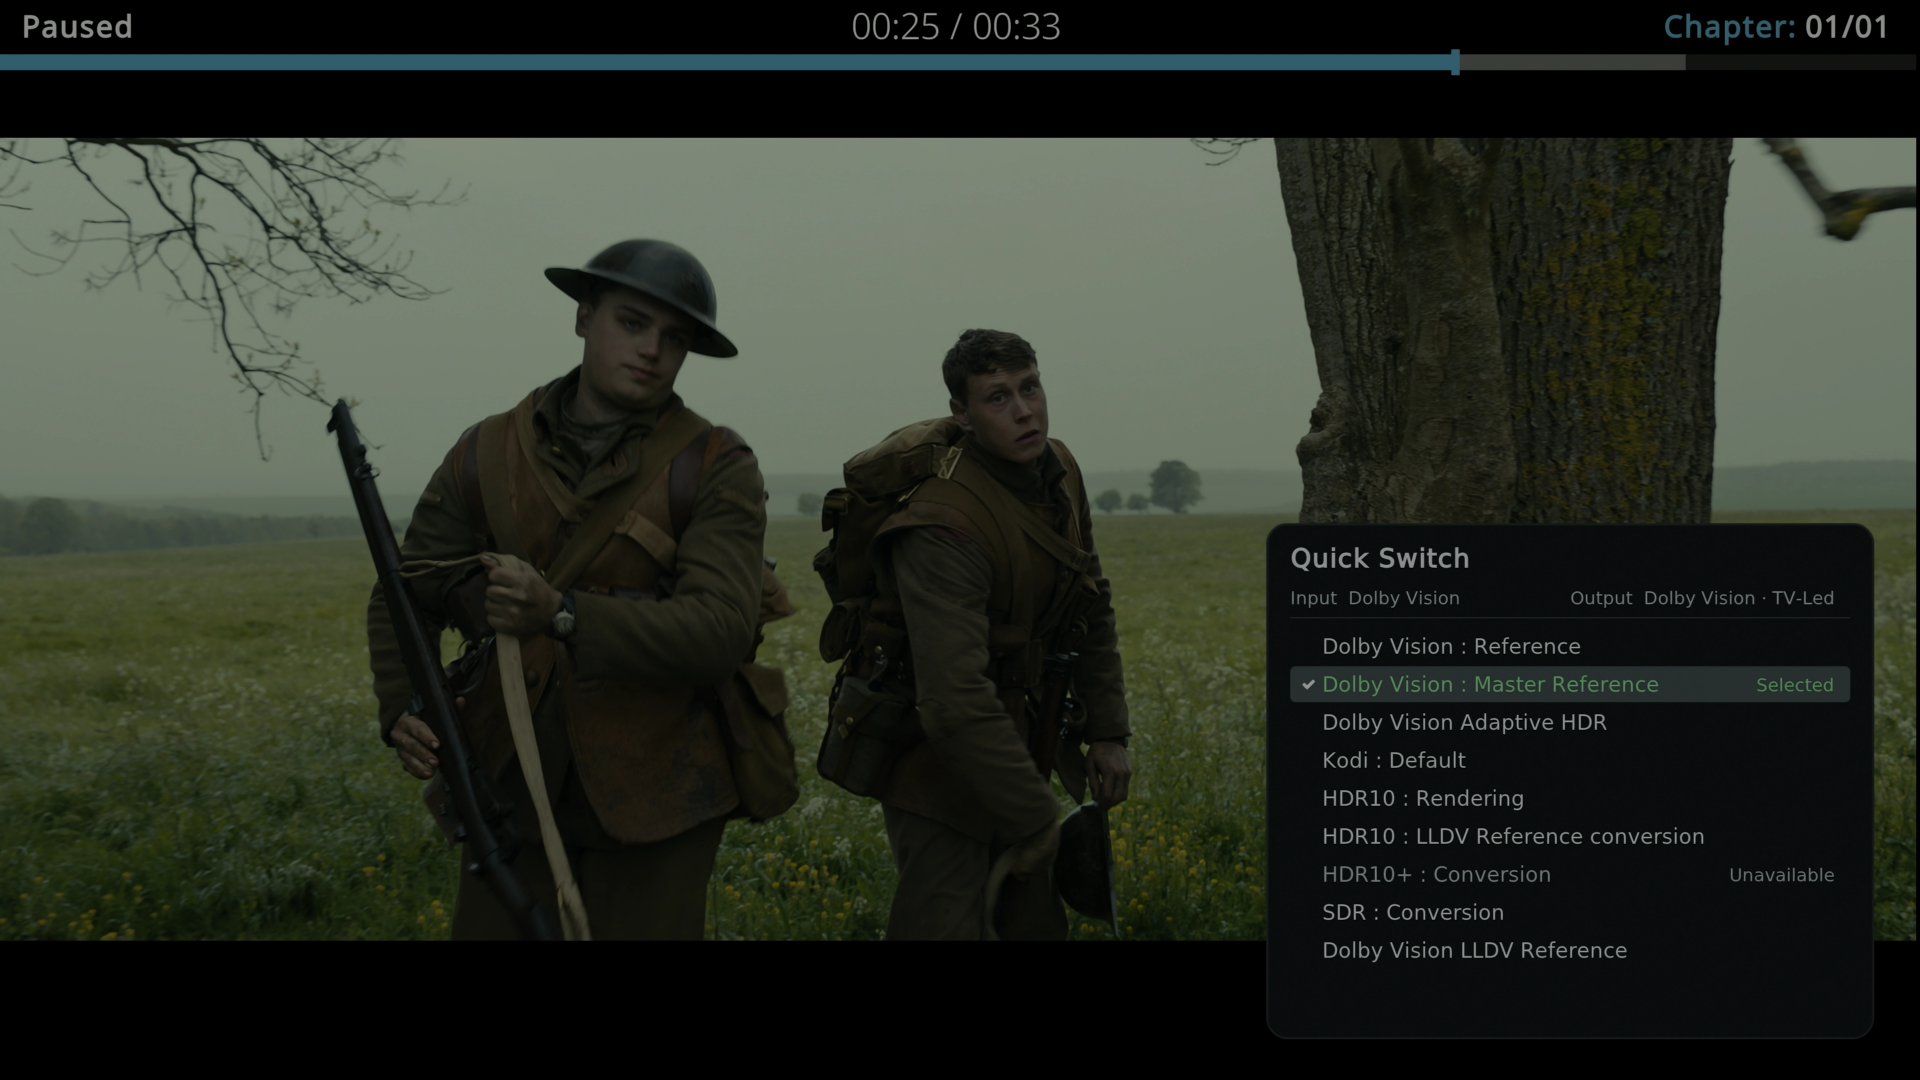 Paused
00:25 / 00:33
Chapter: 01/01
Quick Switch
Input Dolby Vision Output Dolby Vision · TV-Led
Dolby Vision : Reference
✔ Dolby Vision : Master Reference Selected
Dolby Vision Adaptive HDR
Kodi : Default
HDR10 : Rendering
HDR10 : LLDV Reference conversion
HDR10+ : Conversion Unavailable
SDR : Conversion
Dolby Vision LLDV Reference